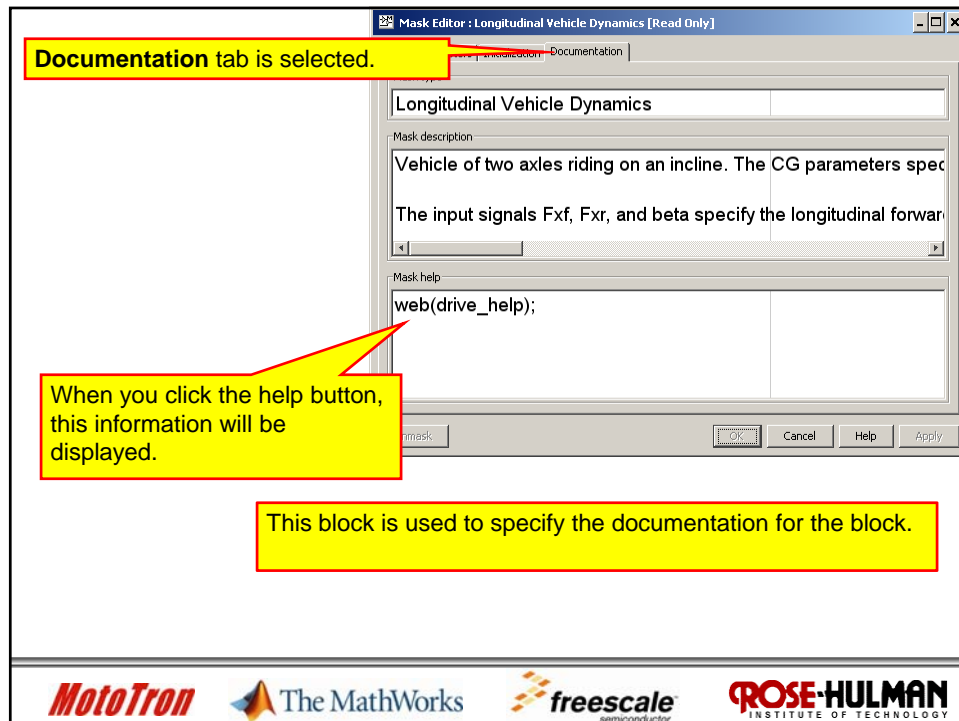 Mask Editor : Longitudinal Vehicle Dynamics [Read Only]
Documentation tab is selected.
Initialization
Documentation
Longitudinal Vehicle Dynamics
Mask description
Vehicle of two axles riding on an incline. The CG parameters spec
The input signals Fxf, Fxr, and beta specify the longitudinal forwar
Mask help
web(drive_help);
When you click the help button,
this information will be
displayed.
OK
Cancel
Help
Apply
This block is used to specify the documentation for the block.
MotoTron
The MathWorks
freescale
semiconductor
ROSE-HULMAN
INSTITUTE OF TECHNOLOGY